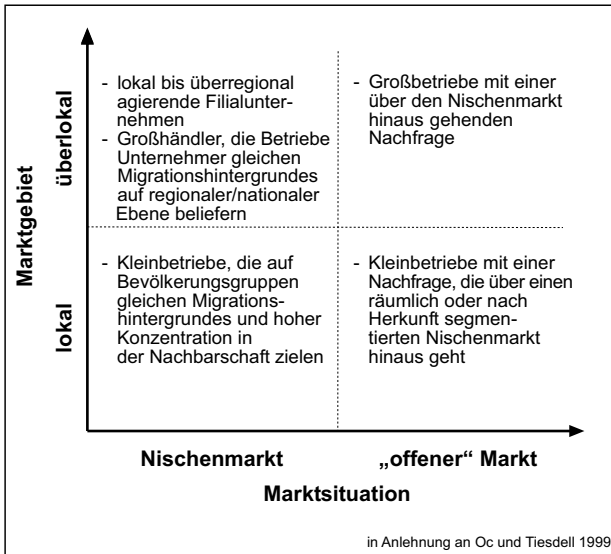 Marktgebiet
überlokal
- lokal bis überregional
agierende Filialunter-
nehmen
- Großhändler, die Betriebe
Unternehmer gleichen
Migrationshintergrundes
auf regionaler/nationaler
Ebene beliefern
- Großbetriebe mit einer
über den Nischenmarkt
hinaus gehenden
Nachfrage
lokal
- Kleinbetriebe, die auf
Bevölkerungsgruppen
gleichen Migrations-
hintergrundes und hoher
Konzentration in
der Nachbarschaft zielen
- Kleinbetriebe mit einer
Nachfrage, die über einen
räumlich oder nach
Herkunft segmen-
tierten Nischenmarkt
hinaus geht
Nischenmarkt
„offener“ Markt
Marktsituation
in Anlehnung an Oc und Tiesdell 1999